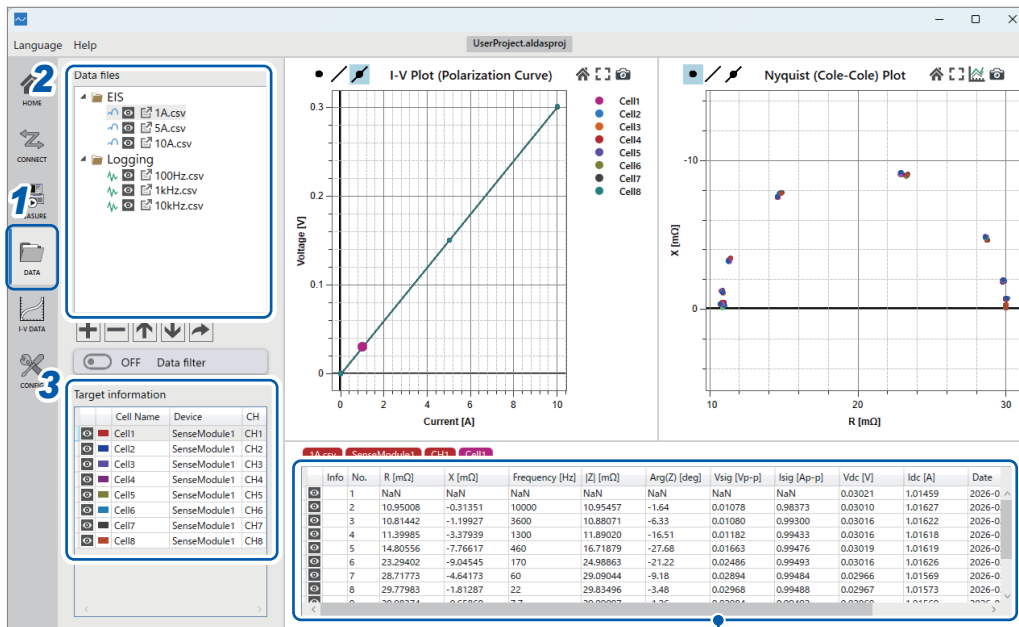 Language Help
UserProject.aldasproj
1
2
3
HOME
CONNECT
DATA
I-V DATA
Data files
EIS
1A.csv
5A.csv
10A.csv
Logging
100Hz.csv
1kHz.csv
10kHz.csv
OFF Data filter
Target information
Cell Name Device CH
Cell1 SenseModule1 CH1
Cell2 SenseModule1 CH2
Cell3 SenseModule1 CH3
Cell4 SenseModule1 CH4
Cell5 SenseModule1 CH5
Cell6 SenseModule1 CH6
Cell7 SenseModule1 CH7
Cell8 SenseModule1 CH8
I-V Plot (Polarization Curve)
Voltage [V]
0.3
0.2
0.1
0
0 2 4 6 8 10
Current [A]
Cell1
Cell2
Cell3
Cell4
Cell5
Cell6
Cell7
Cell8
Nyquist (Cole-Cole) Plot
X [mΩ]
-10
0
10 20 30
R [mΩ]
1A.csv SenseModule1 CH1 Cell1
Info No. R [mΩ] X [mΩ] Frequency [Hz] |Z| [mΩ] Arg(Z) [deg] Vsig [Vp-p] Isig [Ap-p] Vdc [V] Idc [A] Date
1 NaN NaN NaN NaN NaN NaN NaN 0.03021 1.01459 2026-0
2 10.95008 -0.31351 10000 10.95457 -1.64 0.01078 0.98373 0.03010 1.01627 2026-0
3 10.81442 -1.19927 3600 10.88071 -6.33 0.01080 0.99300 0.03016 1.01622 2026-0
4 11.39985 -3.37939 1300 11.89020 -16.51 0.01182 0.99433 0.03016 1.01618 2026-0
5 14.80556 -7.76617 460 16.71879 -27.68 0.01663 0.99476 0.03019 1.01619 2026-0
6 23.29402 -9.04545 170 24.98863 -21.22 0.02486 0.99493 0.03016 1.01626 2026-0
7 28.71773 -4.64173 60 29.09044 -9.18 0.02894 0.99484 0.02966 1.01569 2026-0
8 29.77983 -1.81287 22 29.83496 -3.48 0.02968 0.99488 0.02967 1.01573 2026-0